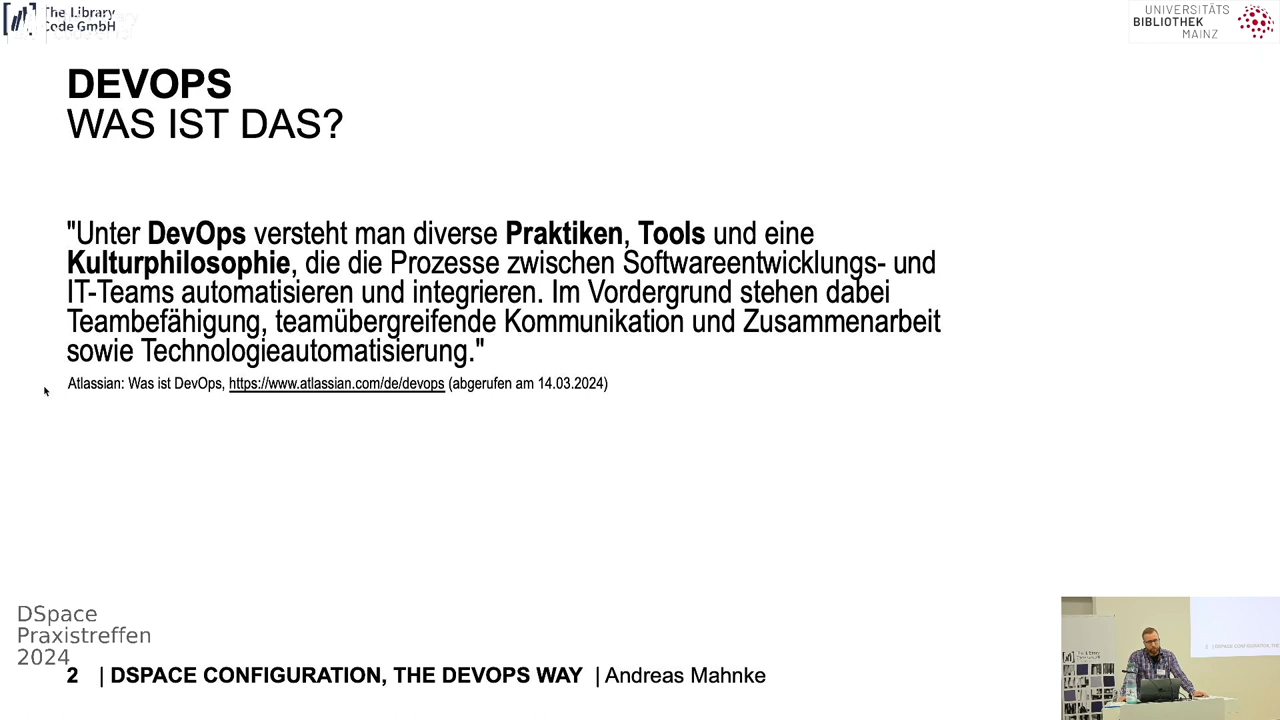 The Library
Code GmbH
UNIVERSITÄTS
BIBLIOTHEK
MAINZ
DEVOPS
WAS IST DAS?
"Unter DevOps versteht man diverse Praktiken, Tools und eine
Kulturphilosophie, die die Prozesse zwischen Softwareentwicklungs- und
IT-Teams automatisieren und integrieren. Im Vordergrund stehen dabei
Teambefähigung, teamübergreifende Kommunikation und Zusammenarbeit
sowie Technologieautomatisierung."
Atlassian: Was ist DevOps, https://www.atlassian.com/de/devops (abgerufen am 14.03.2024)
DSpace
Praxistreffen
2024
2 | DSPACE CONFIGURATION, THE DEVOPS WAY | Andreas Mahnke